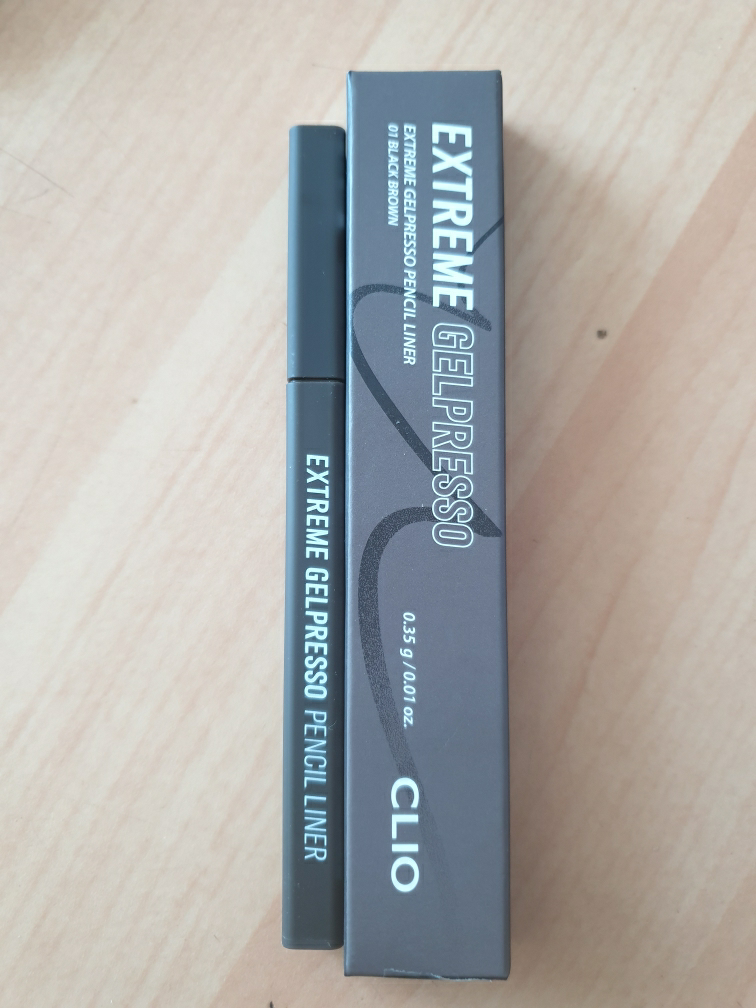 EXTREME GELPRESSO
EXTREME GELPRESSO PENCIL LINER
01 BLACK BROWN
0.35 g / 0.01 oz.
CLIO
EXTREME GELPRESSO PENCIL LINER